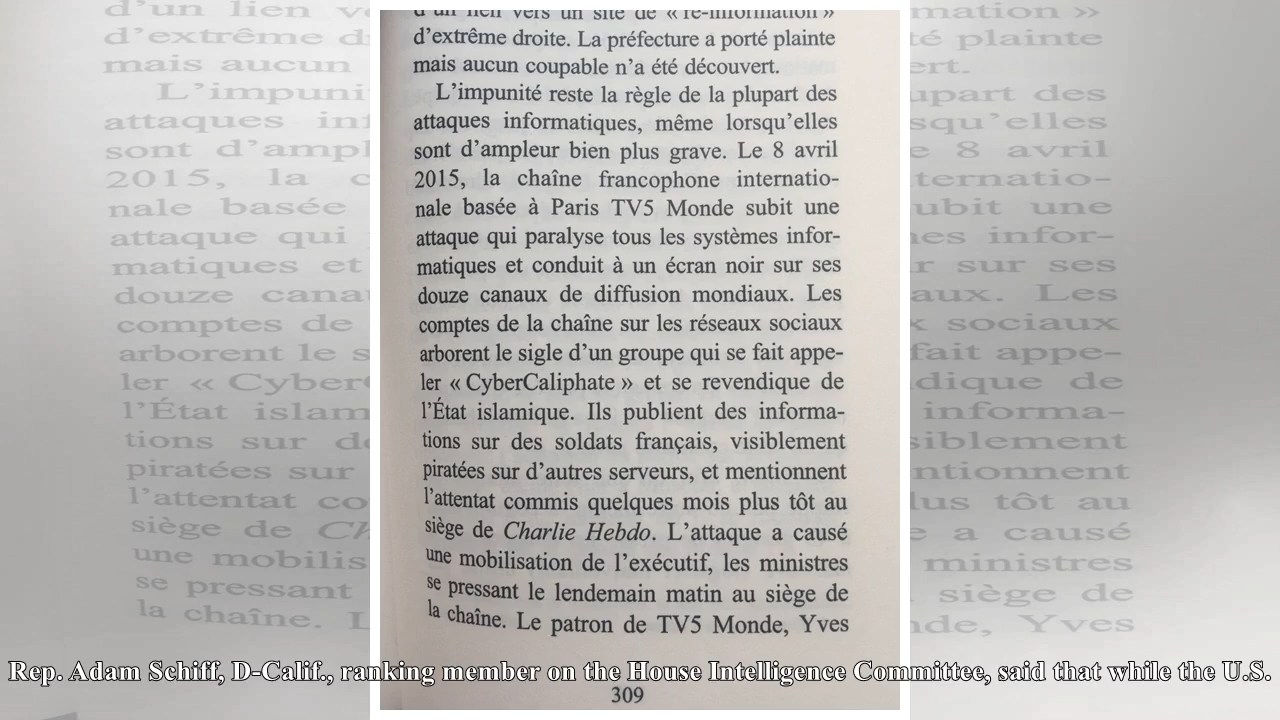 d'un lien vers un site de « re-information »
d'extrême droite. La préfecture a porté plainte
mais aucun coupable n'a été découvert.
L'impunité reste la règle de la plupart des
attaques informatiques, même lorsqu'elles
sont d'ampleur bien plus grave. Le 8 avril
2015, la chaîne francophone internatio-
nale basée à Paris TV5 Monde subit une
attaque qui paralyse tous les systèmes infor-
matiques et conduit à un écran noir sur ses
douze canaux de diffusion mondiaux. Les
comptes de la chaîne sur les réseaux sociaux
arborent le sigle d'un groupe qui se fait appe-
ler « CyberCaliphate » et se revendique de
l'État islamique. Ils publient des informa-
tions sur des soldats français, visiblement
piratées sur d'autres serveurs, et mentionnent
l'attentat commis quelques mois plus tôt au
siège de Charlie Hebdo. L'attaque a causé
une mobilisation de l'exécutif, les ministres
se pressant le lendemain matin au siège de
la chaîne. Le patron de TV5 Monde, Yves
Rep. Adam Schiff, D-Calif., ranking member on the House Intelligence Committee, said that while the U.S.
309